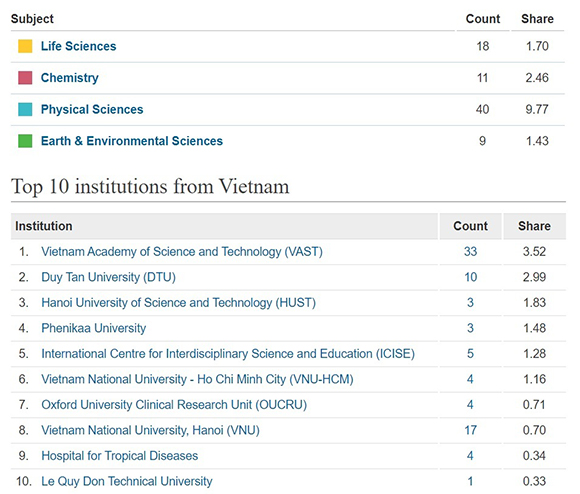 Subject Count Share
Life Sciences 18 1.70
Chemistry 11 2.46
Physical Sciences 40 9.77
Earth & Environmental Sciences 9 1.43
Top 10 institutions from Vietnam
Institution Count Share
1. Vietnam Academy of Science and Technology (VAST) 33 3.52
2. Duy Tan University (DTU) 10 2.99
3. Hanoi University of Science and Technology (HUST) 3 1.83
4. Phenikaa University 3 1.48
5. International Centre for Interdisciplinary Science and Education (ICISE) 5 1.28
6. Vietnam National University - Ho Chi Minh City (VNU-HCM) 4 1.16
7. Oxford University Clinical Research Unit (OUCRU) 4 0.71
8. Vietnam National University, Hanoi (VNU) 17 0.70
9. Hospital for Tropical Diseases 4 0.34
10. Le Quy Don Technical University 1 0.33